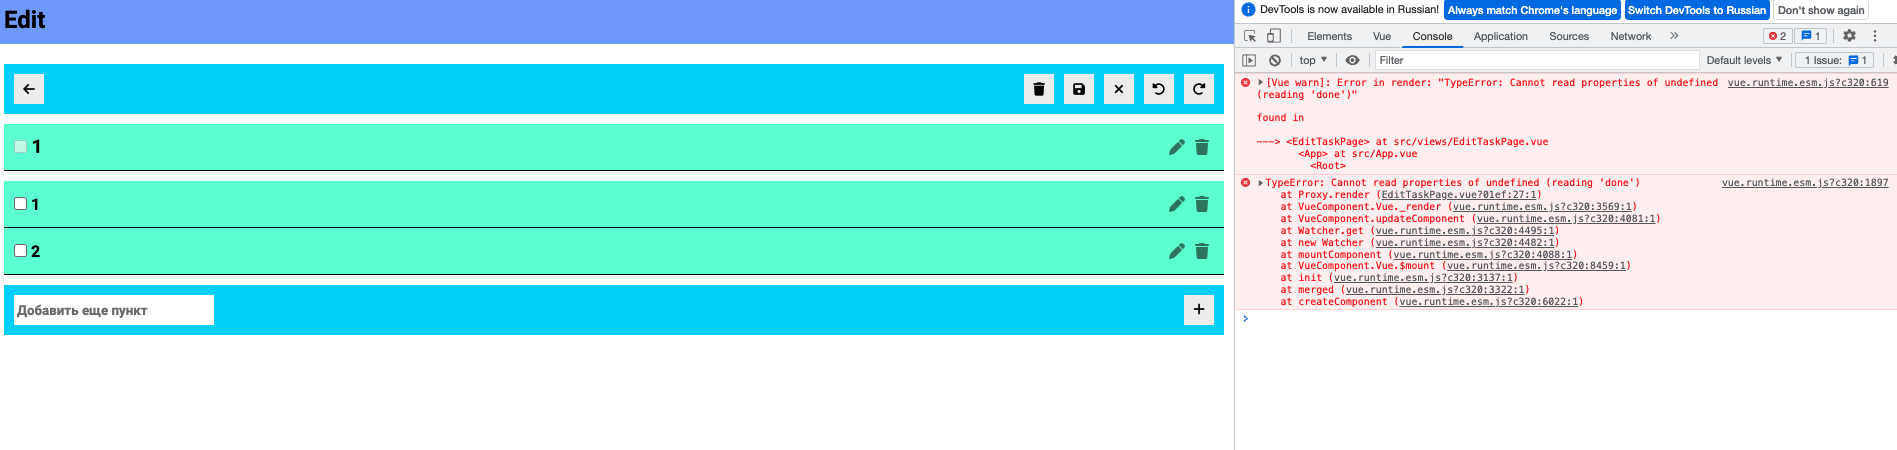 Edit
1
1
2
Добавить еще пункт
DevTools is now available in Russian! Always match Chrome's language Switch DevTools to Russian Don't show again
Elements Vue Console Application Sources Network » 2 1
top ▼ Filter Default levels ▼ 1 Issue: 1
[Vue warn]: Error in render: "TypeError: Cannot read properties of undefined vue.runtime.esm.js?c320:619
(reading 'done')"
found in
---> <EditTaskPage> at src/views/EditTaskPage.vue
<App> at src/App.vue
<Root>
TypeError: Cannot read properties of undefined (reading 'done') vue.runtime.esm.js?c320:1897
at Proxy.render (EditTaskPage.vue?01ef:27:1)
at VueComponent.Vue._render (vue.runtime.esm.js?c320:3569:1)
at VueComponent.updateComponent (vue.runtime.esm.js?c320:4081:1)
at Watcher.get (vue.runtime.esm.js?c320:4495:1)
at new Watcher (vue.runtime.esm.js?c320:4482:1)
at mountComponent (vue.runtime.esm.js?c320:4088:1)
at VueComponent.Vue.$mount (vue.runtime.esm.js?c320:8459:1)
at init (vue.runtime.esm.js?c320:3137:1)
at merged (vue.runtime.esm.js?c320:3322:1)
at createComponent (vue.runtime.esm.js?c320:6022:1)